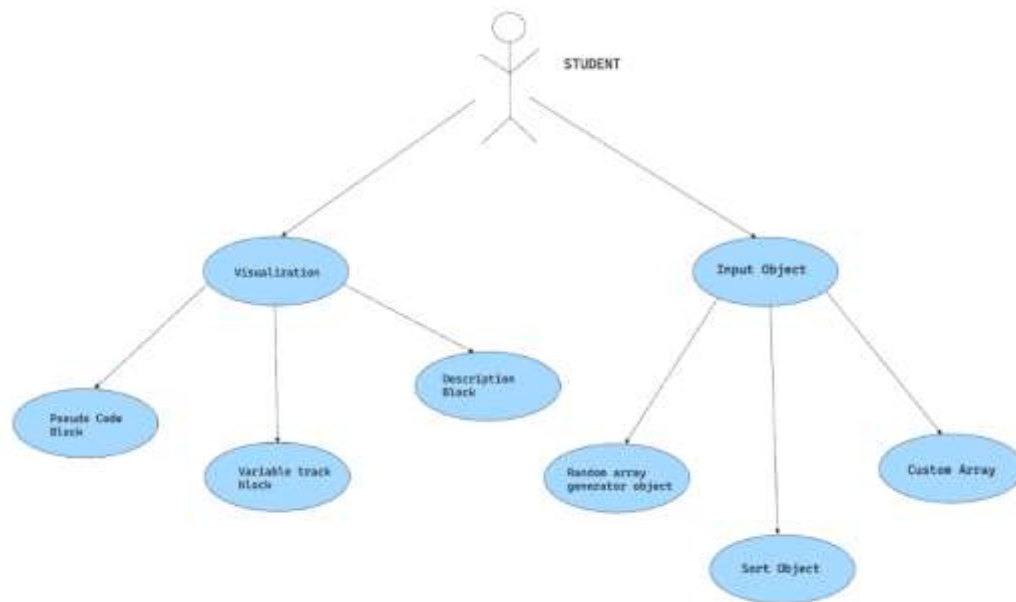 STUDENT
Visualization
Input Object
Description
Block
Pseudo Code
Block
Variable track
block
Random array
generator object
Custom Array
Sort Object